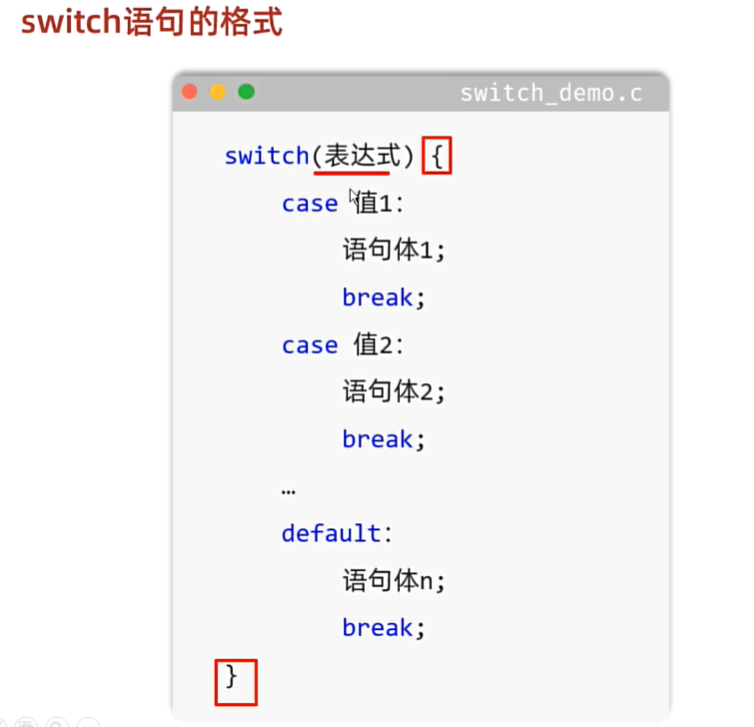 switch语句的格式
switch_demo.c
switch(表达式) {
case 值1:
语句体1;
break;
case 值2:
语句体2;
break;
…
default:
语句体n;
break;
}